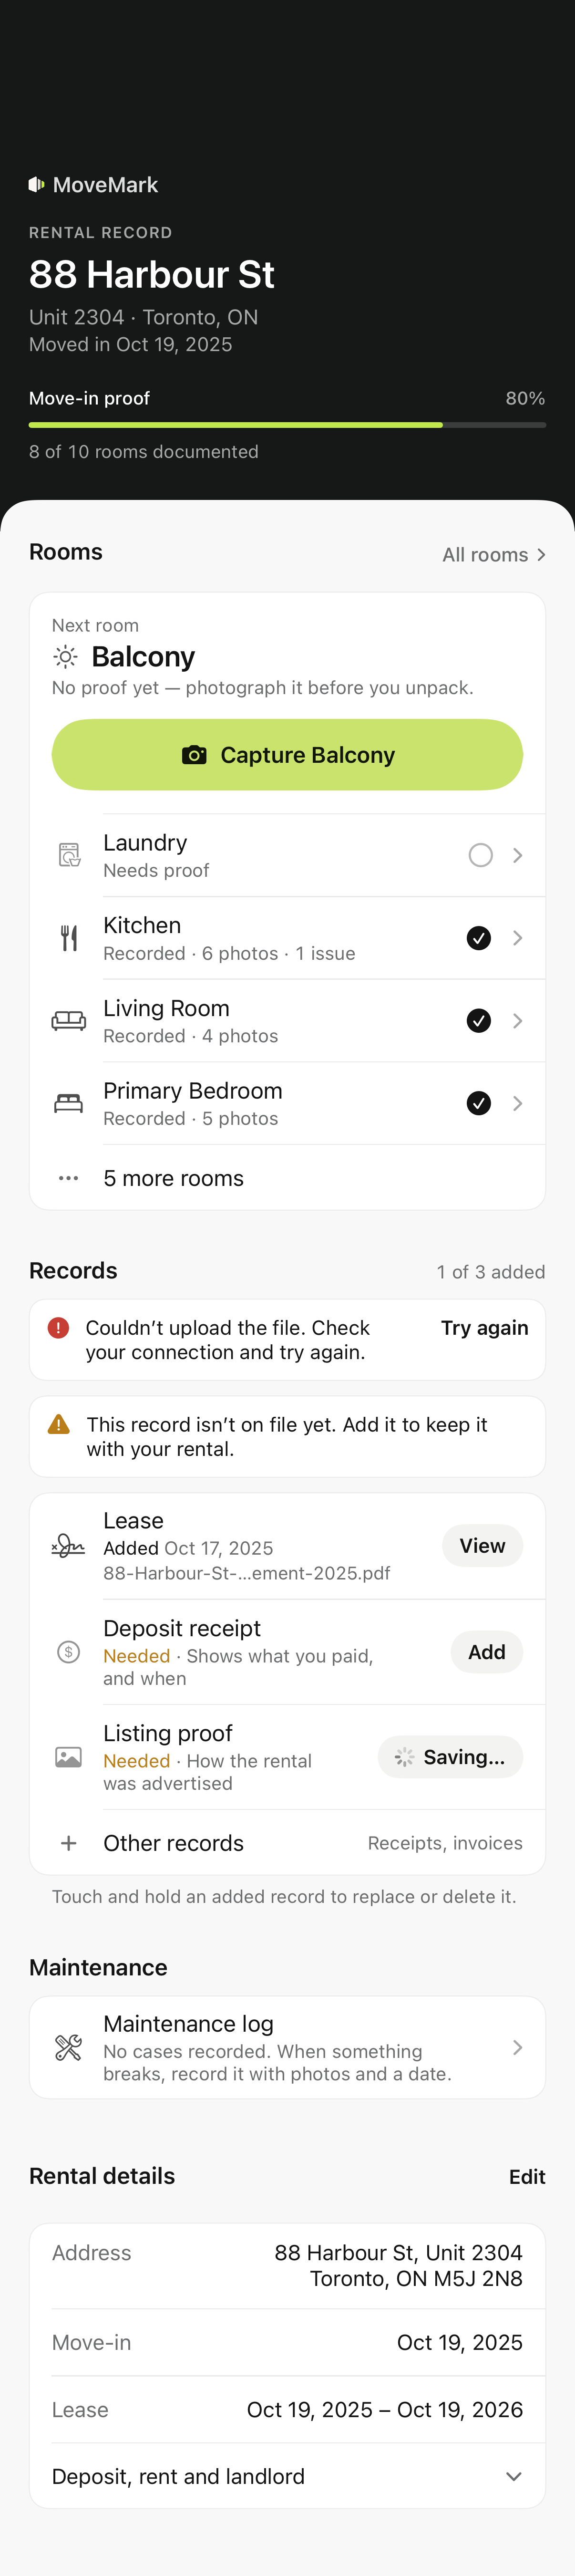 MoveMark
RENTAL RECORD
88 Harbour St
Unit 2304 · Toronto, ON
Moved in Oct 19, 2025
Move-in proof 80%
8 of 10 rooms documented
Rooms All rooms
Next room
Balcony
No proof yet — photograph it before you unpack.
Capture Balcony
Laundry
Needs proof
Kitchen
Recorded · 6 photos · 1 issue
Living Room
Recorded · 4 photos
Primary Bedroom
Recorded · 5 photos
5 more rooms
Records 1 of 3 added
Couldn’t upload the file. Check Try again
your connection and try again.
This record isn’t on file yet. Add it to keep it
with your rental.
Lease
Added Oct 17, 2025
88-Harbour-St-...ement-2025.pdf
View
Deposit receipt
Needed · Shows what you paid,
and when
Add
Listing proof
Needed · How the rental
was advertised
Saving...
Other records Receipts, invoices
Touch and hold an added record to replace or delete it.
Maintenance
Maintenance log
No cases recorded. When something
breaks, record it with photos and a date.
Rental details Edit
Address 88 Harbour St, Unit 2304
Toronto, ON M5J 2N8
Move-in Oct 19, 2025
Lease Oct 19, 2025 – Oct 19, 2026
Deposit, rent and landlord